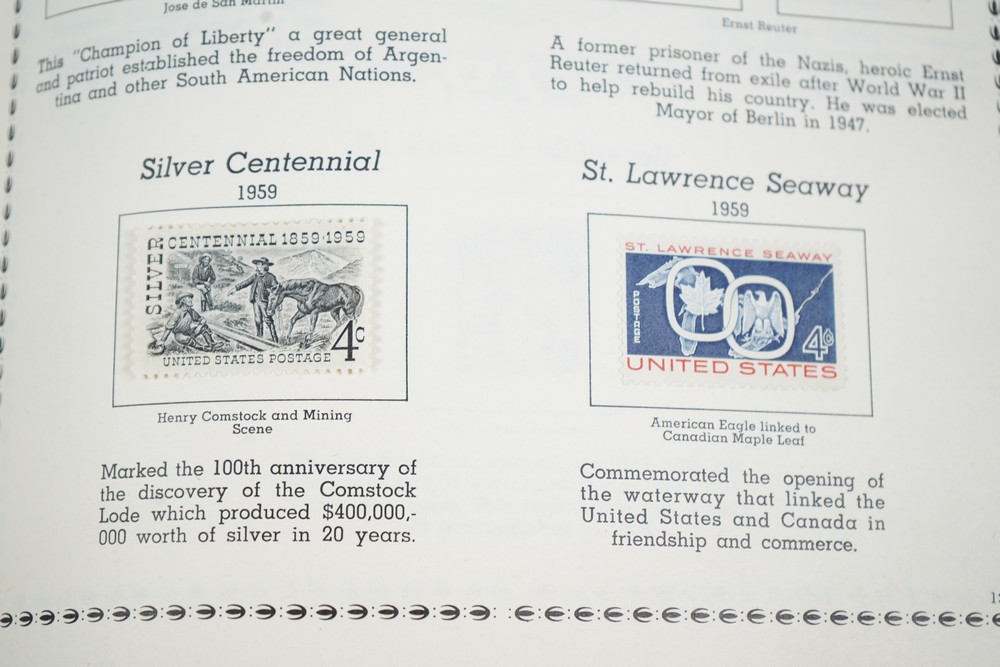 Jose de San Martin
This "Champion of Liberty" a great general
and patriot established the freedom of Argen-
tina and other South American Nations.
Ernst Reuter
A former prisoner of the Nazis, heroic Ernst
Reuter returned from exile after World War II
to help rebuild his country. He was elected
Mayor of Berlin in 1947.
Silver Centennial
1959
SILVER
CENTENNIAL 1859·1959
4c
UNITED STATES POSTAGE
Henry Comstock and Mining
Scene
Marked the 100th anniversary of
the discovery of the Comstock
Lode which produced $400,000,-
000 worth of silver in 20 years.
St. Lawrence Seaway
1959
ST. LAWRENCE SEAWAY
POSTAGE
4¢
UNITED STATES
American Eagle linked to
Canadian Maple Leaf
Commemorated the opening of
the waterway that linked the
United States and Canada in
friendship and commerce.